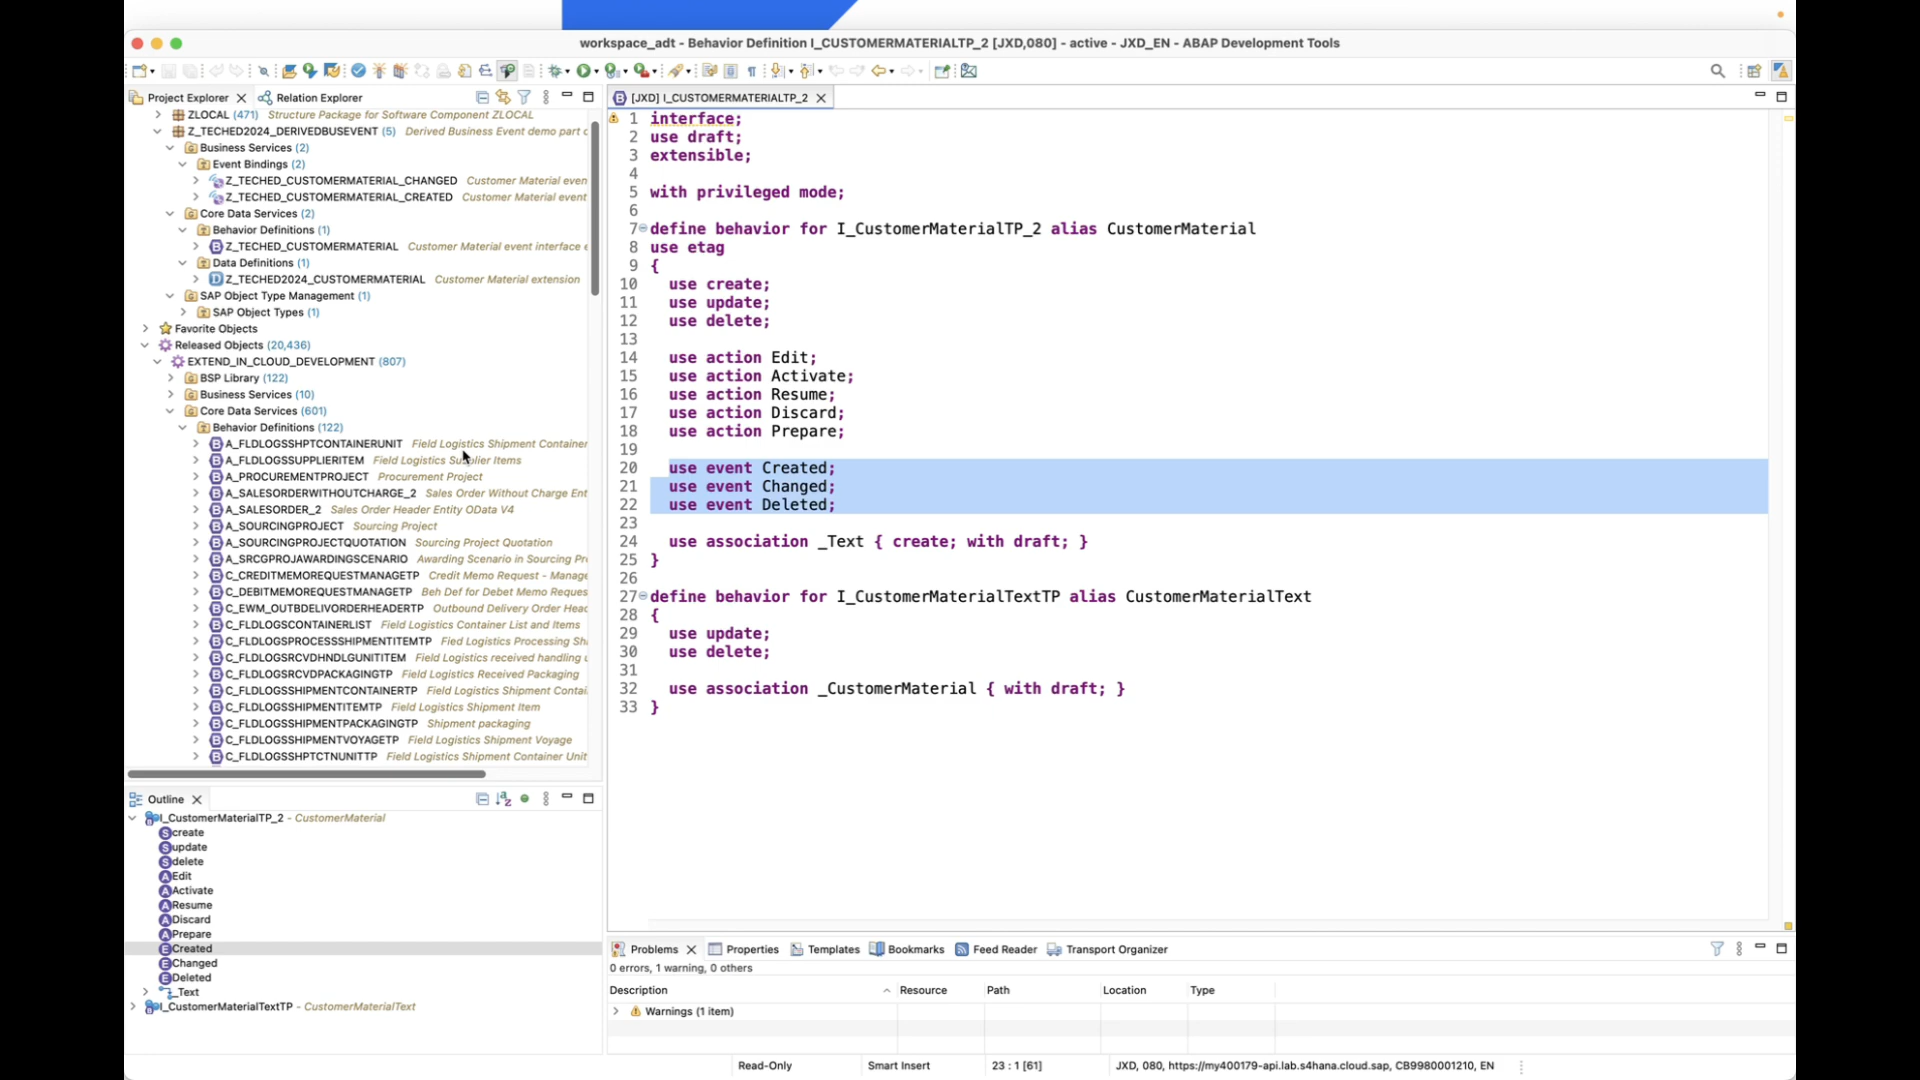 workspace_adt - Behavior Definition I_CUSTOMERMATERIALTP_2 [JXD,080] - active - JXD_EN - ABAP Development Tools
Project Explorer
Relation Explorer
ZLOCAL (471) Structure Package for Software Component ZLOCAL
Z_TECHED2024_DERIVEDBUSEVENT (5) Derived Business Event demo part
Business Services (2)
Event Bindings (2)
Z_TECHED_CUSTOMERMATERIAL_CHANGED Customer Material even
Z_TECHED_CUSTOMERMATERIAL_CREATED Customer Material event
Core Data Services (2)
Behavior Definitions (1)
Z_TECHED_CUSTOMERMATERIAL Customer Material event interface e
Data Definitions (1)
Z_TECHED2024_CUSTOMERMATERIAL Customer Material extension
SAP Object Type Management (1)
SAP Object Types (1)
Favorite Objects
Released Objects (20,436)
EXTEND_IN_CLOUD_DEVELOPMENT (807)
BSP Library (122)
Business Services (10)
Core Data Services (601)
Behavior Definitions (122)
A_FLDLOGSSHPTCONTAINERUNIT Field Logistics Shipment Container
A_FLDLOGSSUPPLIERITEM Field Logistics Supplier Items
A_PROCUREMENTPROJECT Procurement Project
A_SALESORDERWITHOUTCHARGE_2 Sales Order Without Charge Ent
A_SALESORDER_2 Sales Order Header Entity OData V4
A_SOURCINGPROJECT Sourcing Project
A_SOURCINGPROJECTQUOTATION Sourcing Project Quotation
A_SRCGPROJAWARDINGSCENARIO Awarding Scenario in Sourcing Pr
C_CREDITMEMOREQUESTMANAGETP Credit Memo Request - Manage
C_DEBITMEMOREQUESTMANAGETP Beh Def for Debet Memo Reques
C_EWM_OUTBDELIVORDERHEADERTP Outbound Delivery Order Head
C_FLDLOGSCONTAINERLIST Field Logistics Container List and Items
C_FLDLOGSPROCESSSHIPMENTITEMTP Fied Logistics Processing Sh
C_FLDLOGSRCVDHNDLGUNITITEM Field Logistics received handling u
C_FLDLOGSRCVDPACKAGINGTP Field Logistics Received Packaging
C_FLDLOGSSHIPMENTCONTAINERTP Field Logistics Shipment Contai
C_FLDLOGSSHIPMENTITEMTP Field Logistics Shipment Item
C_FLDLOGSSHIPMENTPACKAGINGTP Shipment packaging
C_FLDLOGSSHIPMENTVOYAGETP Field Logistics Shipment Voyage
C_FLDLOGSSHPTCTNUNITTP Field Logistics Shipment Container Unit
Outline
I_CustomerMaterialTP_2 - CustomerMaterial
create
update
delete
Edit
Activate
Resume
Discard
Prepare
Created
Changed
Deleted
_Text
I_CustomerMaterialTextTP - CustomerMaterialText
[JXD] I_CUSTOMERMATERIALTP_2
1 interface;
2 use draft;
3 extensible;
4
5 with privileged mode;
6
7 define behavior for I_CustomerMaterialTP_2 alias CustomerMaterial
8 use etag
9 {
10 use create;
11 use update;
12 use delete;
13
14 use action Edit;
15 use action Activate;
16 use action Resume;
17 use action Discard;
18 use action Prepare;
19
20 use event Created;
21 use event Changed;
22 use event Deleted;
23
24 use association _Text { create; with draft; }
25 }
26
27 define behavior for I_CustomerMaterialTextTP alias CustomerMaterialText
28 {
29 use update;
30 use delete;
31
32 use association _CustomerMaterial { with draft; }
33 }
Problems
Properties
Templates
Bookmarks
Feed Reader
Transport Organizer
0 errors, 1 warning, 0 others
Description Resource Path Location Type
Warnings (1 item)
Read-Only Smart Insert 23 : 1 [61] JXD, 080, https://my400179-api.lab.s4hana.cloud.sap, CB9980001210, EN